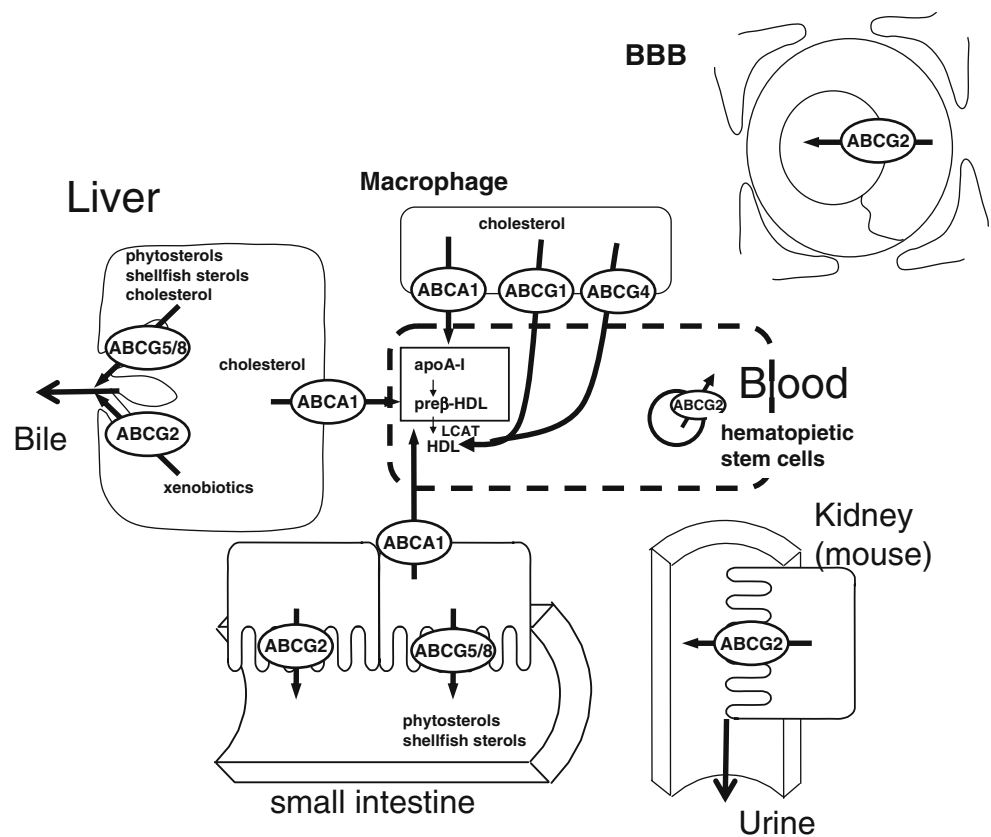 BBB
ABCG2
Liver
Macrophage
cholesterol
ABCA1
ABCG1
ABCG4
phytosterols
shellfish sterols
cholesterol
ABCG5/8
cholesterol
ABCA1
Bile
ABCG2
xenobiotics
apoA-I
preβ-HDL
LCAT
HDL
Blood
ABCG2
hematopietic
stem cells
ABCA1
ABCG2
ABCG5/8
phytosterols
shellfish sterols
small intestine
Kidney
(mouse)
ABCG2
Urine